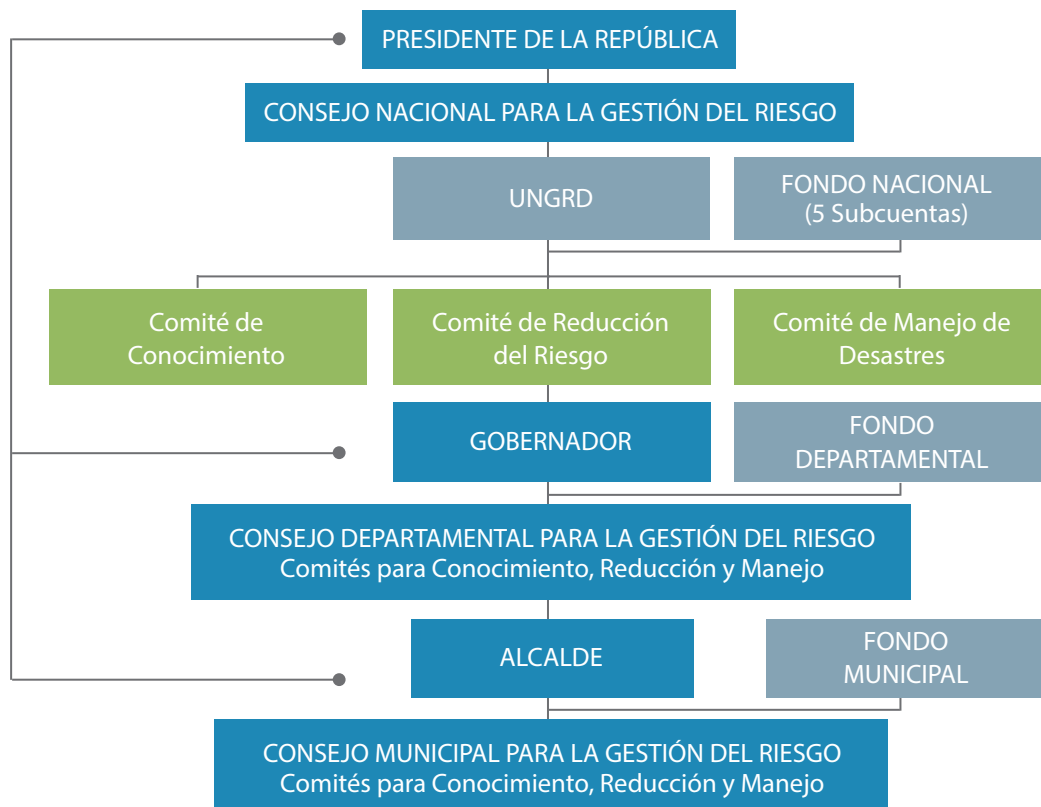 PRESIDENTE DE LA REPÚBLICA
CONSEJO NACIONAL PARA LA GESTIÓN DEL RIESGO
UNGRD
FONDO NACIONAL
(5 Subcuentas)
Comité de
Conocimiento
Comité de Reducción
del Riesgo
Comité de Manejo de
Desastres
GOBERNADOR
FONDO
DEPARTAMENTAL
CONSEJO DEPARTAMENTAL PARA LA GESTIÓN DEL RIESGO
Comités para Conocimiento, Reducción y Manejo
ALCALDE
FONDO
MUNICIPAL
CONSEJO MUNICIPAL PARA LA GESTIÓN DEL RIESGO
Comités para Conocimiento, Reducción y Manejo